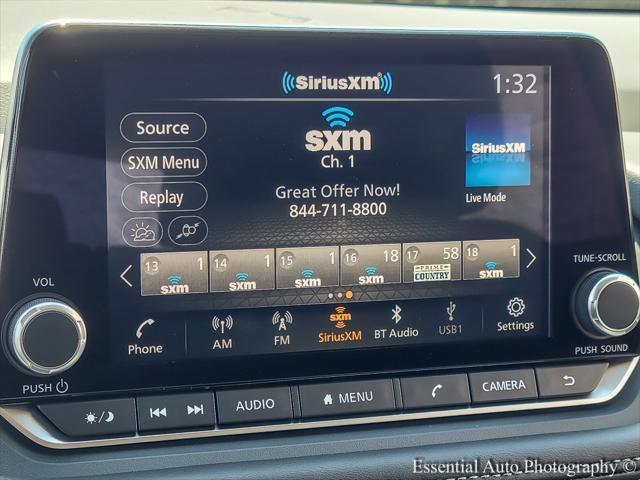 ((SiriusXM))
1:32
Source
SXM Menu
Replay
sxm
Ch. 1
Great Offer Now!
844-711-8800
SiriusXM
Live Mode
13 1 sxm
14 1 sxm
15 1 sxm
16 18 sxm
17 58 PRIME COUNTRY
18 1 sxm
Phone
AM
FM
sxm
SiriusXM
BT Audio
USB1
Settings
VOL
PUSH
TUNE·SCROLL
PUSH SOUND
AUDIO
MENU
CAMERA
Essential Auto Photography ©